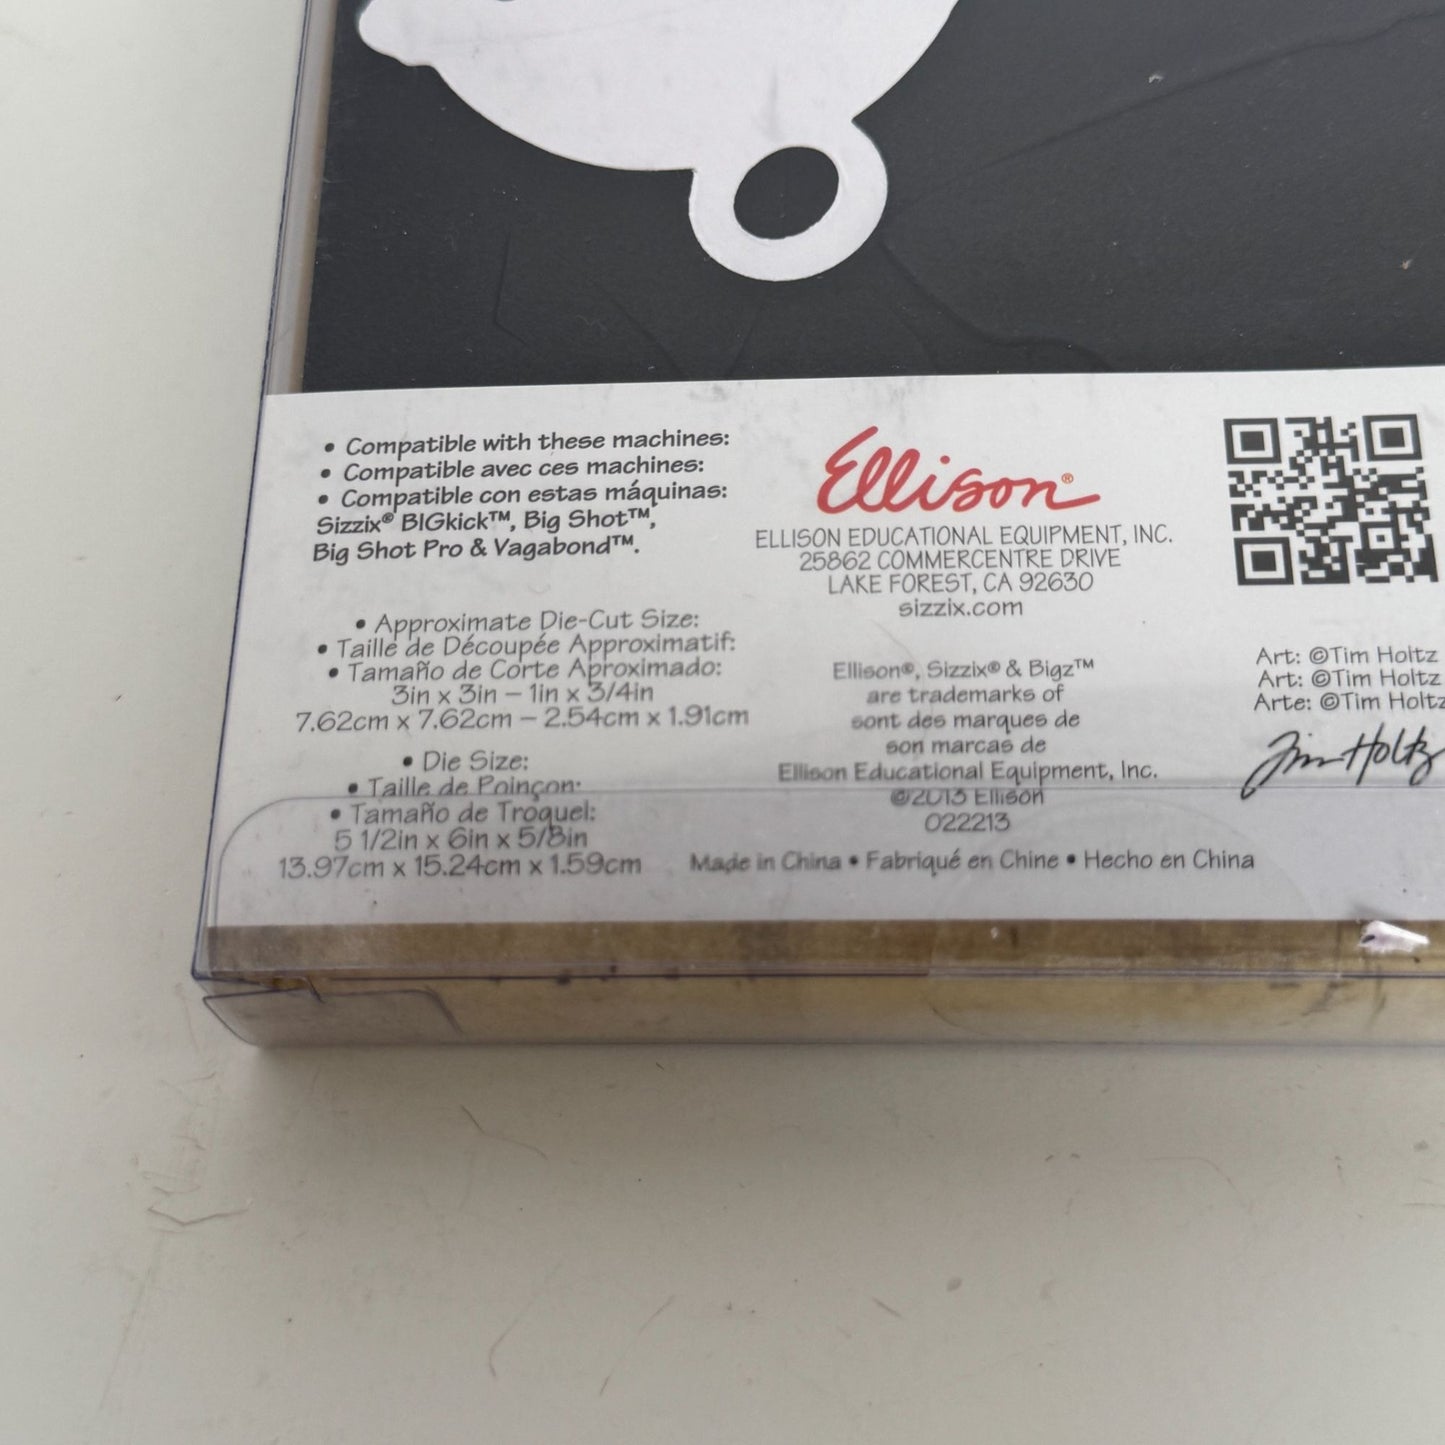 • Compatible with these machines:
• Compatible avec ces machines:
• Compatible con estas máquinas:
Sizzix® BIGkick™, Big Shot™,
Big Shot Pro & Vagabond™.
• Approximate Die-Cut Size:
• Taille de Découpée Approximatif:
• Tamaño de Corte Aproximado:
3in x 3in – 1in x 3/4in
7.62cm x 7.62cm – 2.54cm x 1.91cm
• Die Size:
• Taille de Poinçon:
• Tamaño de Troquel:
5 1/2in x 6in x 5/8in
13.97cm x 15.24cm x 1.59cm
Ellison®
ELLISON EDUCATIONAL EQUIPMENT, INC.
25862 COMMERCENTRE DRIVE
LAKE FOREST, CA 92630
sizzix.com
Ellison®, Sizzix® & Bigz™
are trademarks of
sont des marques de
son marcas de
Ellison Educational Equipment, Inc.
©2013 Ellison
022213
Made in China • Fabriqué en Chine • Hecho en China
Art: ©Tim Holtz
Art: ©Tim Holtz
Arte: ©Tim Holtz
Tim Holtz